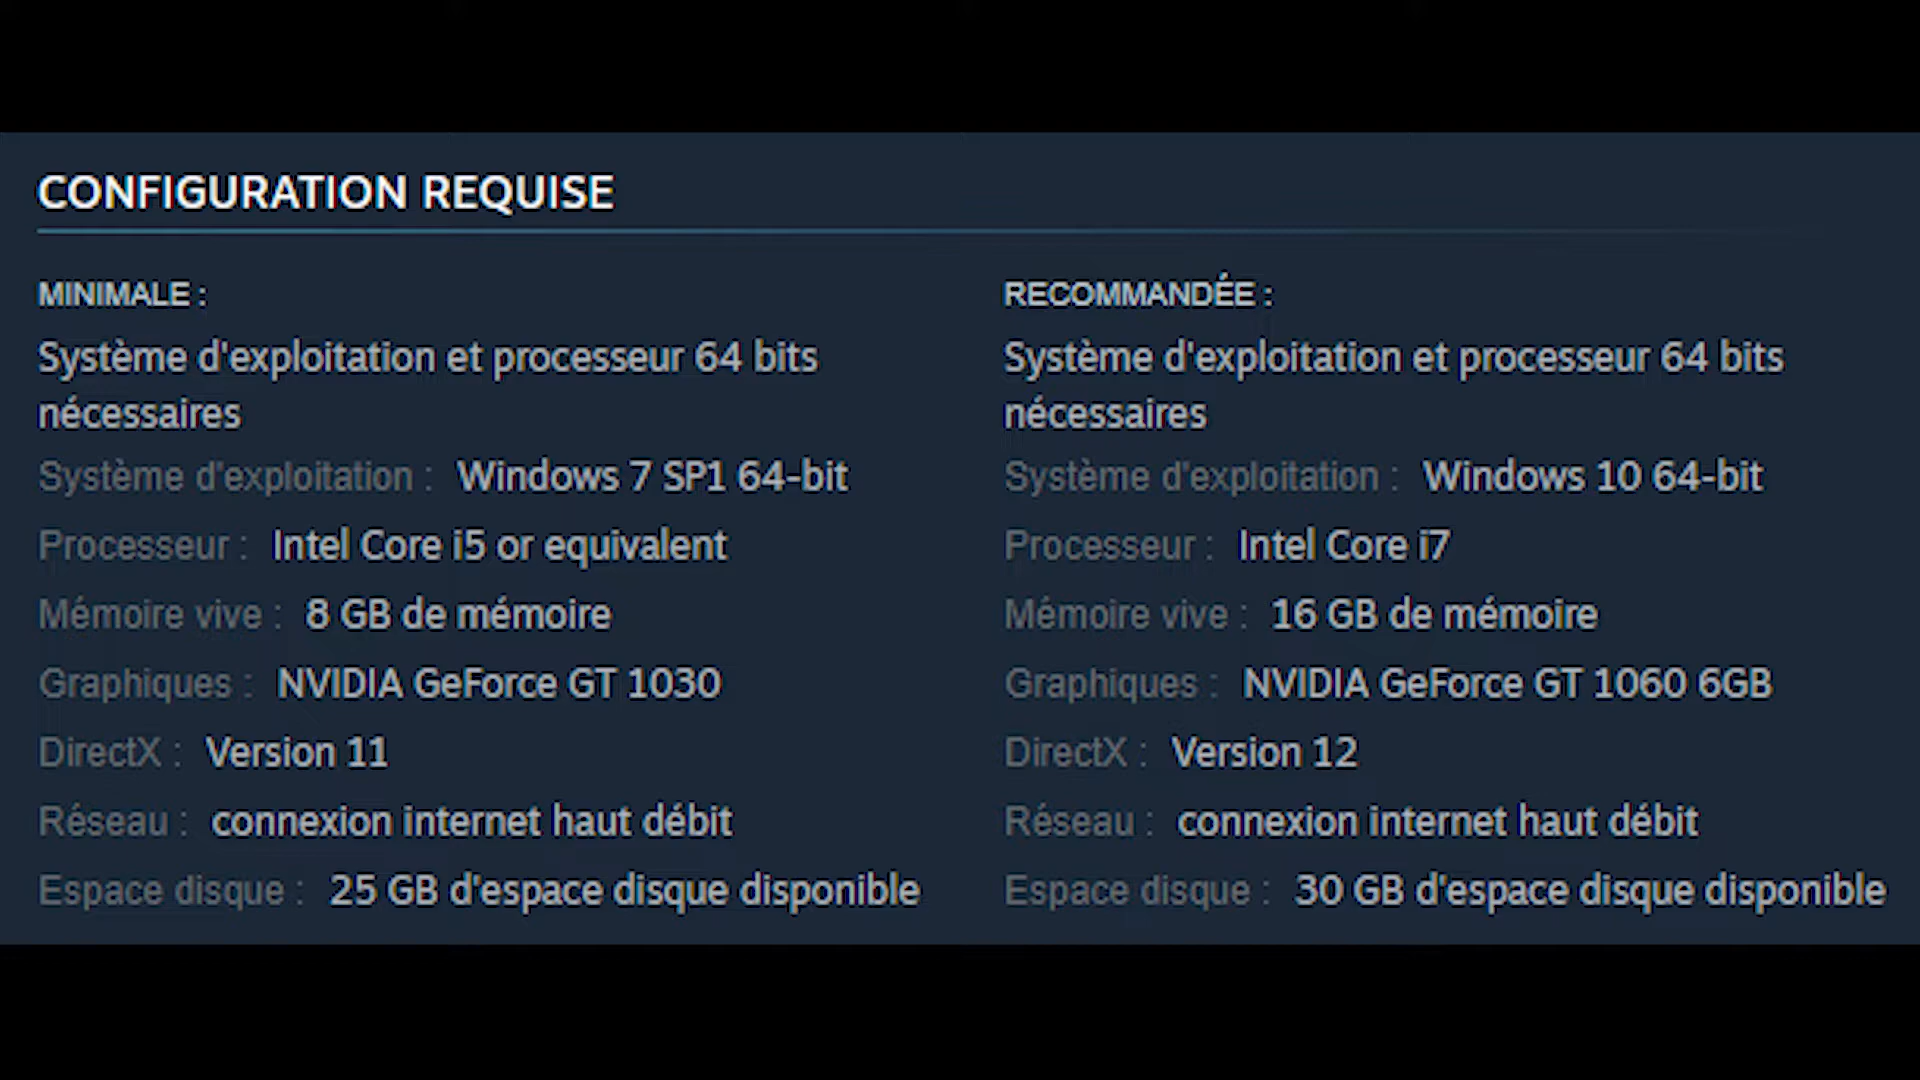 CONFIGURATION REQUISE
MINIMALE :
Système d'exploitation et processeur 64 bits
nécessaires
Système d'exploitation : Windows 7 SP1 64-bit
Processeur : Intel Core i5 or equivalent
Mémoire vive : 8 GB de mémoire
Graphiques : NVIDIA GeForce GT 1030
DirectX : Version 11
Réseau : connexion internet haut débit
Espace disque : 25 GB d'espace disque disponible
RECOMMANDÉE :
Système d'exploitation et processeur 64 bits
nécessaires
Système d'exploitation : Windows 10 64-bit
Processeur : Intel Core i7
Mémoire vive : 16 GB de mémoire
Graphiques : NVIDIA GeForce GT 1060 6GB
DirectX : Version 12
Réseau : connexion internet haut débit
Espace disque : 30 GB d'espace disque disponible